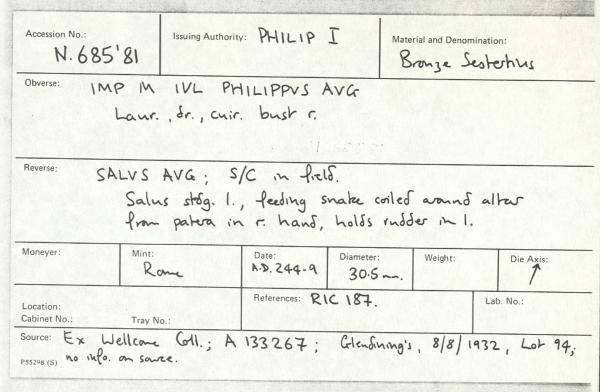 Accession No.:
N.685'81
Issuing Authority: PHILIP I
Material and Denomination:
Bronze Sestertius
Obverse:
IMP M IVL PHILIPPVS AVG
Laur., dr., cuir. bust r.
Reverse:
SALVS AVG; S/C in field.
Salus stdg. l., feeding snake coiled around altar
from patera in r. hand, holds rudder in l.
Moneyer:
Mint:
Rome
Date:
A.D. 244-9
Diameter:
30.5 mm.
Weight:
Die Axis:
↗
Location:
Cabinet No.:
Tray No.:
References: RIC 187.
Lab. No.:
Source: Ex Wellcome Coll.; A 133267; Glendining's, 8/8/1932, Lot 94;
no info. on source.
P55298 (S)